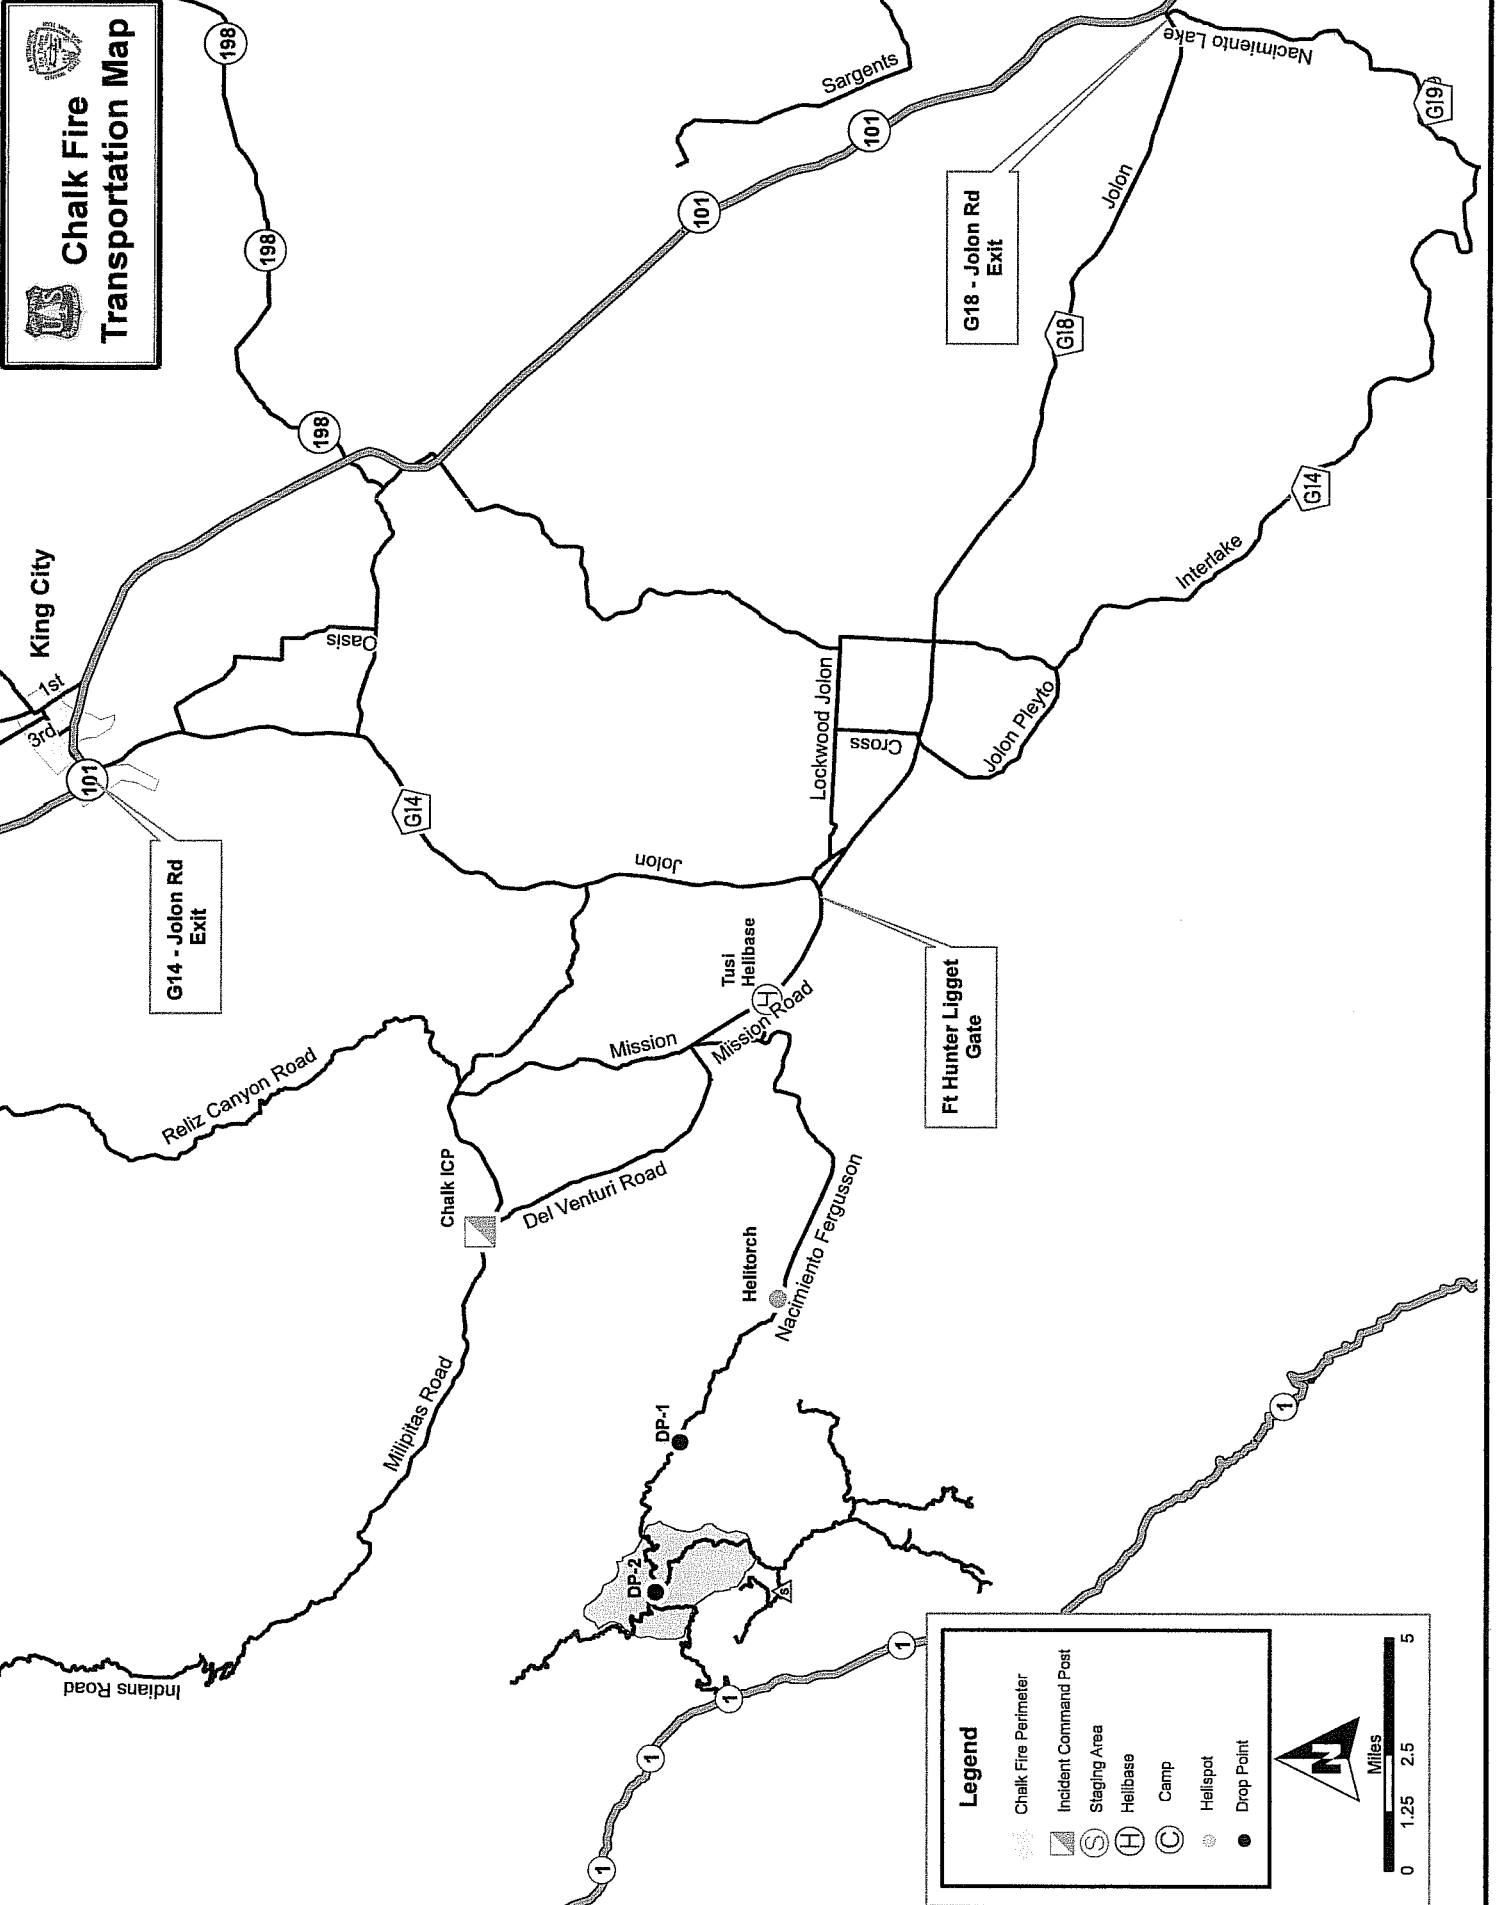 Chalk Fire
Transportation Map
UAS
198
198
198
King City
1st
3rd
101
G14 - Jolon Rd
Exit
Oasis
G14
Jolon
Sargents
101
101
Nacimiento Lake
G19
G18 - Jolon Rd
Exit
Jolon
G18
G14
Interlake
Lockwood Jolon
Cross
Jolon Pleyto
Ft Hunter Ligget
Gate
Tusi
Helibase
H
Mission Road
Mission
Reliz Canyon Road
Chalk ICP
Del Venturi Road
Milipitas Road
Indians Road
Helitorch
Nacimiento Fergusson
DP-1
DP-2
S
1
1
1
1
1
Legend
Chalk Fire Perimeter
Incident Command Post
S Staging Area
H Helibase
C Camp
Helispot
Drop Point
N
Miles
0 1.25 2.5 5